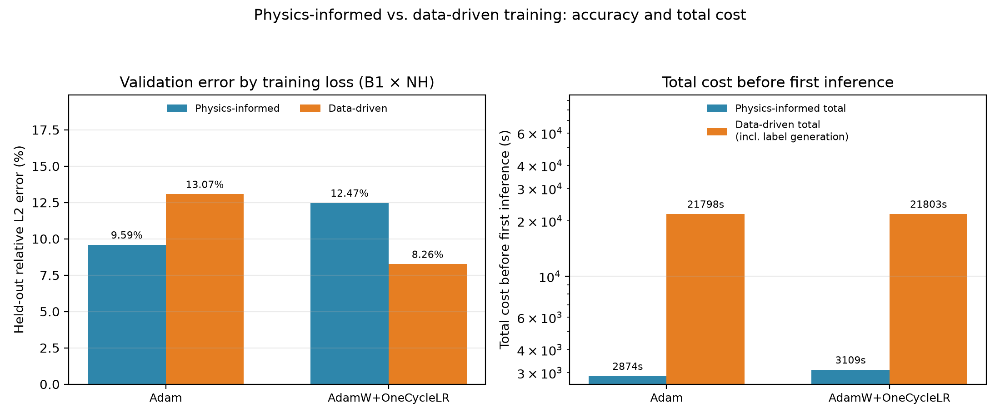 Physics-informed vs. data-driven training: accuracy and total cost
Validation error by training loss (B1 × NH)
Physics-informed
Data-driven
Held-out relative L2 error (%)
17.5
15.0
12.5
10.0
7.5
5.0
2.5
0.0
9.59%
13.07%
12.47%
8.26%
Adam
AdamW+OneCycleLR
Total cost before first inference
Physics-informed total
Data-driven total
(incl. label generation)
Total cost before first inference (s)
6 × 10⁴
4 × 10⁴
3 × 10⁴
2 × 10⁴
10⁴
6 × 10³
4 × 10³
3 × 10³
2874s
21798s
3109s
21803s
Adam
AdamW+OneCycleLR